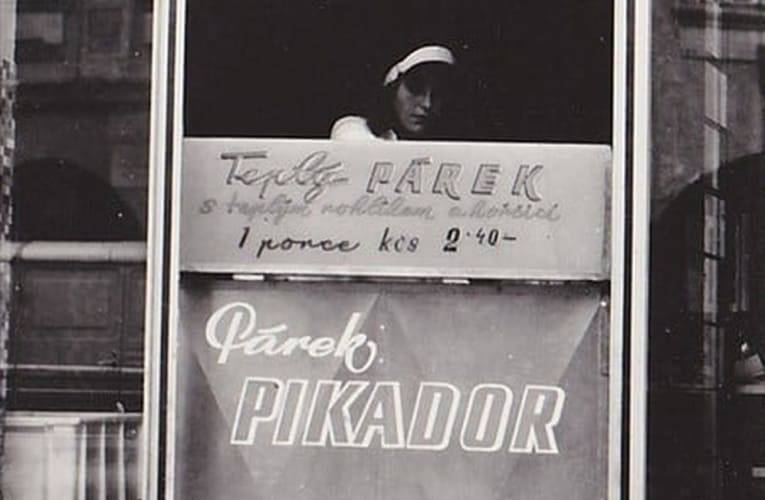 Teplý PÁREK
s teplým rohlíkem a hořčicí
1 porce kčs 2·40-
Párek
PIKADOR